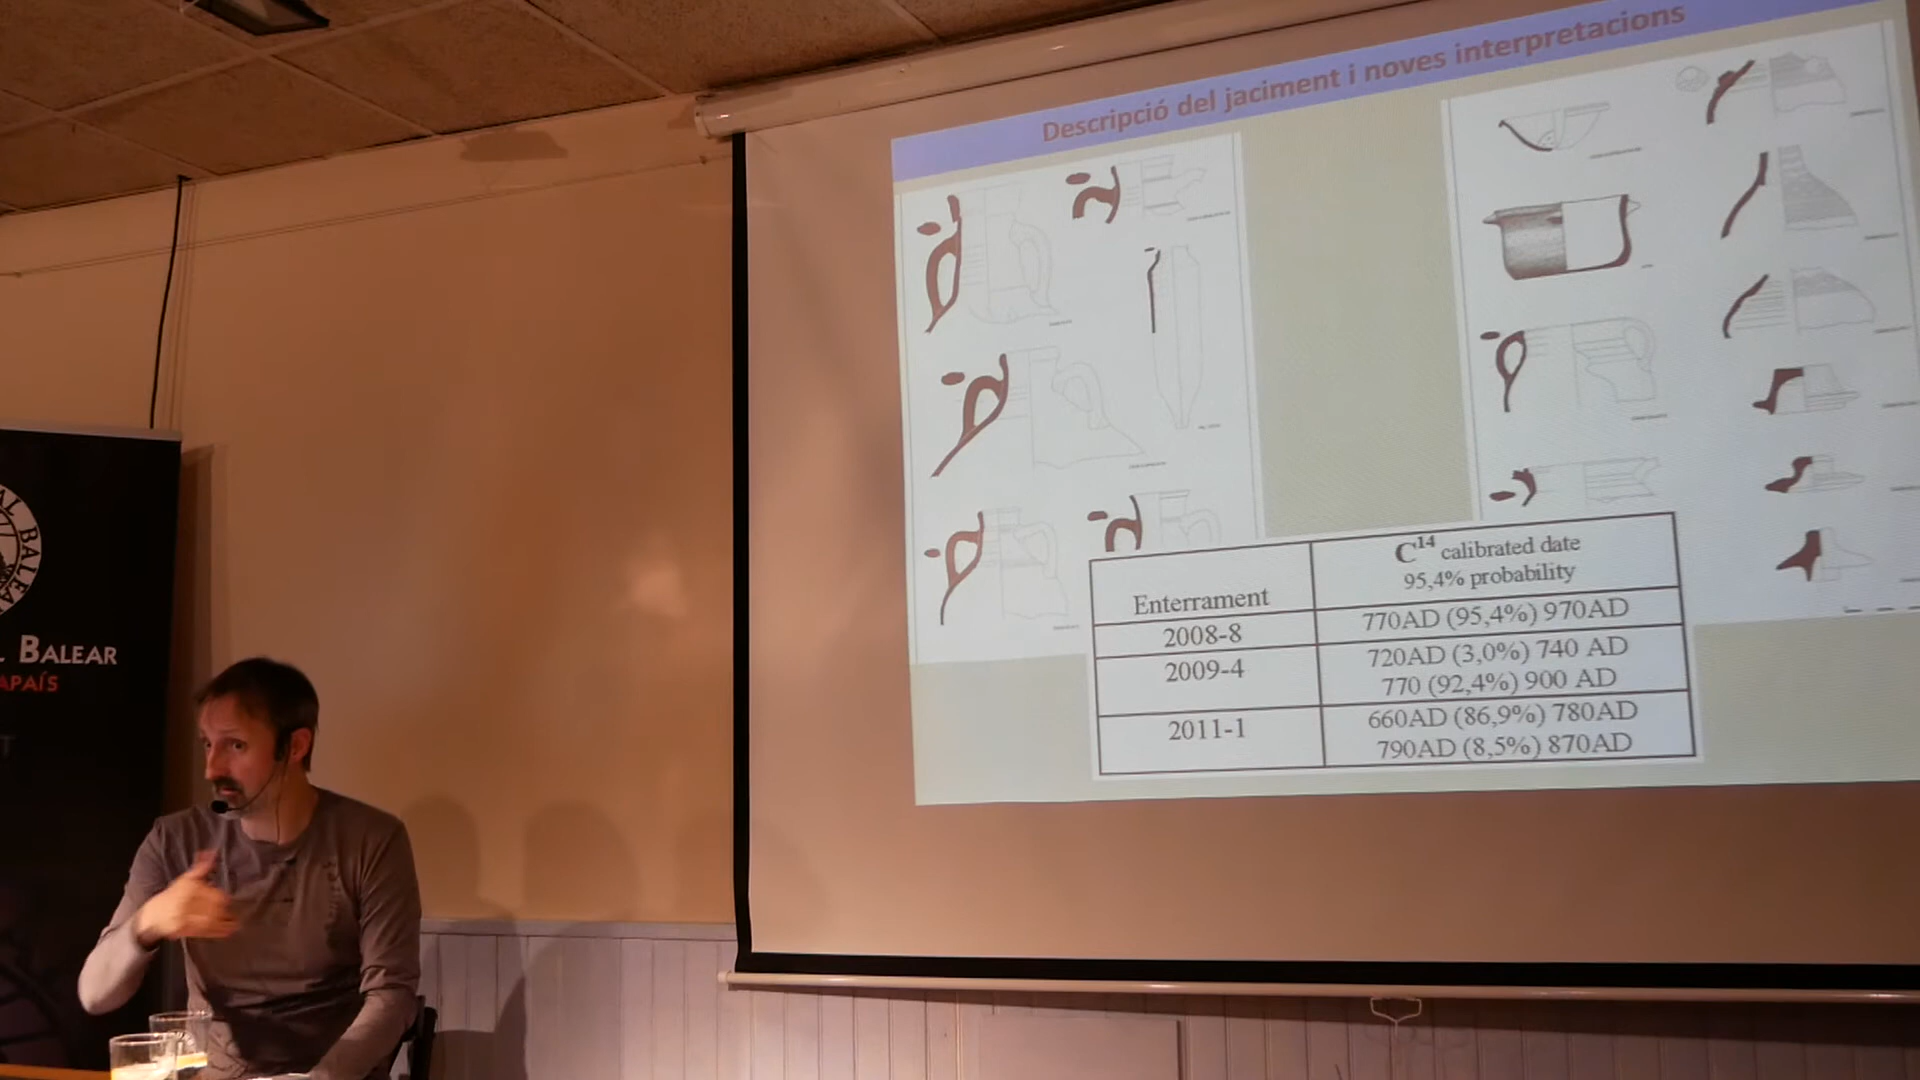 Descripció del jaciment i noves interpretacions
Enterrament
C14 calibrated date
95,4% probability
2008-8
770AD (95,4%) 970AD
2009-4
720AD (3,0%) 740 AD
770 (92,4%) 900 AD
2011-1
660AD (86,9%) 780AD
790AD (8,5%) 870AD
AL BALEA
L BALEAR
APAÍS
T